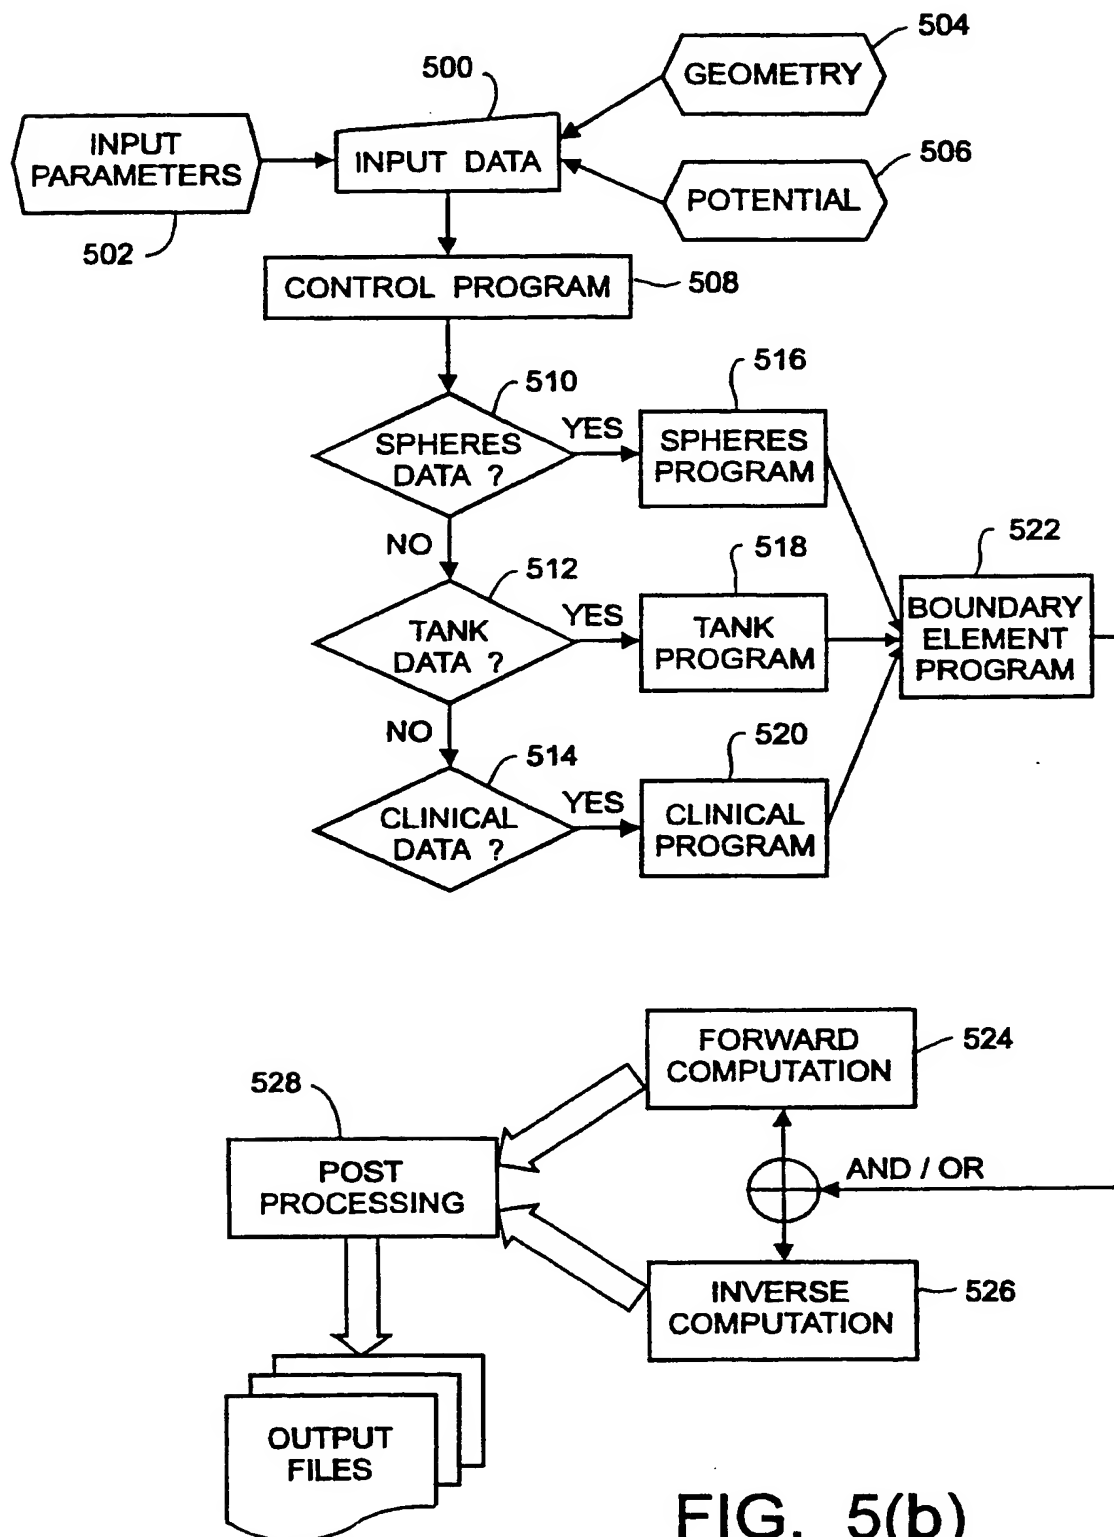 504
500
GEOMETRY
INPUT
PARAMETERS
INPUT DATA
506
POTENTIAL
502
CONTROL PROGRAM
508
510
516
SPHERES
DATA ?
YES
SPHERES
PROGRAM
NO
512
518
522
TANK
DATA ?
YES
TANK
PROGRAM
BOUNDARY
ELEMENT
PROGRAM
NO
514
520
CLINICAL
DATA ?
YES
CLINICAL
PROGRAM
FORWARD
COMPUTATION
524
528
POST
PROCESSING
AND / OR
INVERSE
COMPUTATION
526
OUTPUT
FILES
FIG. 5(b)